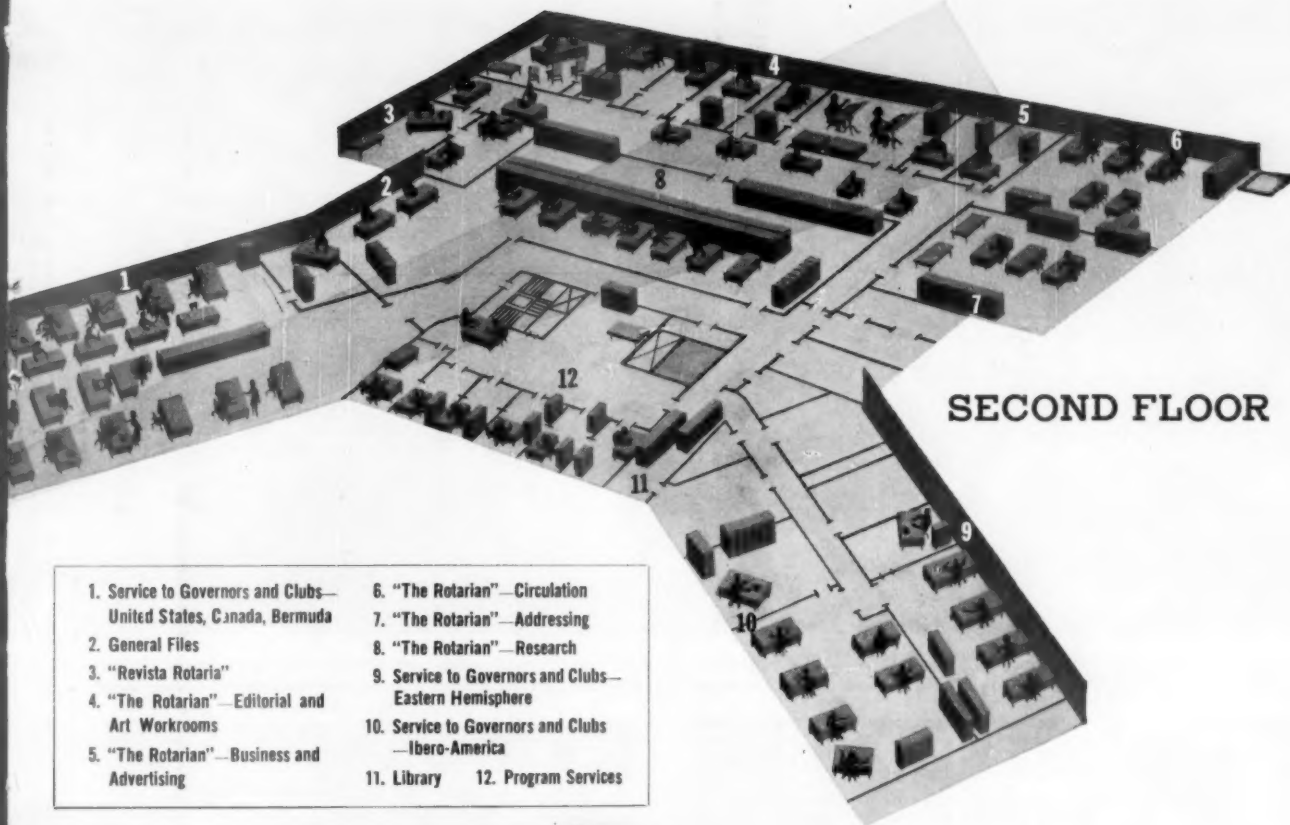 3
4
5
6
2
8
1
7
12
SECOND FLOOR
11
9
10
1. Service to Governors and Clubs—
United States, Canada, Bermuda
2. General Files
3. "Revista Rotaria"
4. "The Rotarian"—Editorial and
Art Workrooms
5. "The Rotarian"—Business and
Advertising
6. "The Rotarian"—Circulation
7. "The Rotarian"—Addressing
8. "The Rotarian"—Research
9. Service to Governors and Clubs—
Eastern Hemisphere
10. Service to Governors and Clubs
—Ibero-America
11. Library 12. Program Services